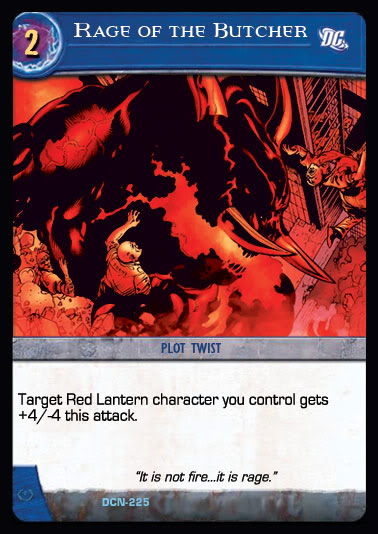 2
Rage of the Butcher
DC
PLOT TWIST
Target Red Lantern character you control gets
+4/-4 this attack.
"It is not fire...it is rage."
DCN-225